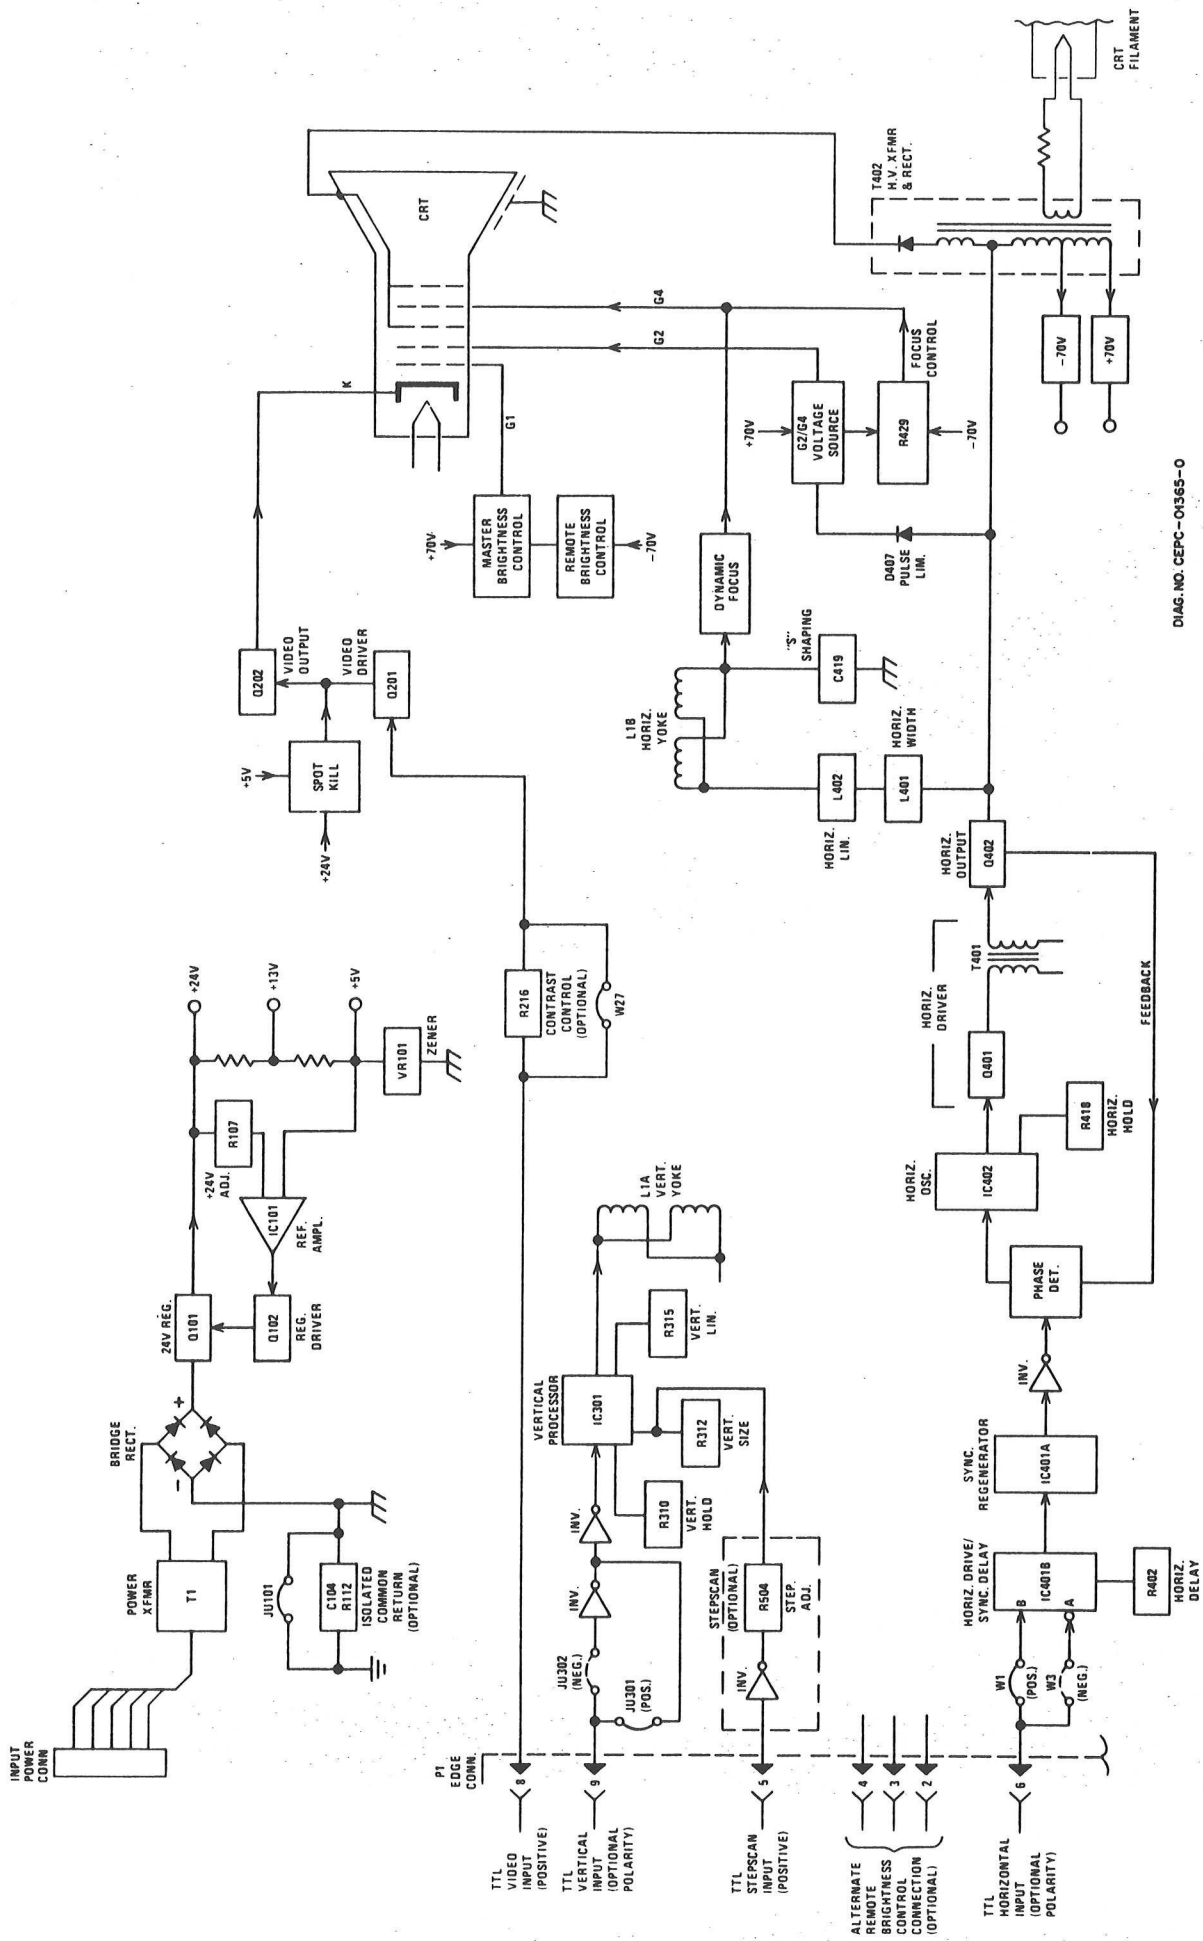 INPUT
POWER
CONN
POWER
XFMR
T1
BRIDGE
RECT.
+
−
JU101
C104
R112
ISOLATED
COMMON
RETURN
(OPTIONAL)
24V REG.
Q101
Q102
REG.
DRIVER
+24V
ADJ.
R107
IC101
REF.
AMPL.
+24V
+13V
+5V
VR101
ZENER
P1
EDGE
CONN.
TTL
VIDEO
INPUT
(POSITIVE)
8
R216
CONTRAST
CONTROL
(OPTIONAL)
W27
+24V
+5V
SPOT
KILL
Q202
VIDEO
OUTPUT
VIDEO
DRIVER
Q201
K
CRT
G1
MASTER
BRIGHTNESS
CONTROL
+70V
REMOTE
BRIGHTNESS
CONTROL
-70V
G2
G4
TTL
VERTICAL
INPUT
(OPTIONAL
POLARITY)
9
JU302
(NEG.)
JU301
(POS.)
INV.
INV.
VERTICAL
PROCESSOR
IC301
R310
VERT.
HOLD
R312
VERT.
SIZE
R315
VERT.
LIN.
L1A
VERT.
YOKE
TTL
STEPSCAN
INPUT
(POSITIVE)
5
STEPSCAN
(OPTIONAL)
INV.
R504
STEP.
ADJ.
ALTERNATE
REMOTE
BRIGHTNESS
CONTROL
CONNECTION
(OPTIONAL)
4
3
2
L1B
HORIZ.
YOKE
DYNAMIC
FOCUS
"S"
SHAPING
C419
HORIZ.
LIN.
L402
L401
HORIZ.
WIDTH
D407
PULSE
LIM.
+70V
G2/G4
VOLTAGE
SOURCE
R429
-70V
FOCUS
CONTROL
T402
H.V. XFMR
& RECT.
-70V
+70V
CRT
FILAMENT
TTL
HORIZONTAL
INPUT
(OPTIONAL
POLARITY)
6
W1
(POS.)
W3
(NEG.)
HORIZ. DRIVE/
SYNC. DELAY
B
A
IC401B
R402
HORIZ.
DELAY
SYNC.
REGENERATOR
IC401A
INV.
PHASE
DET.
HORIZ.
OSC.
IC402
R418
HORIZ.
HOLD
HORIZ.
DRIVER
Q401
T401
HORIZ.
OUTPUT
Q402
FEEDBACK
DIAG. NO. CEPC-01365-0